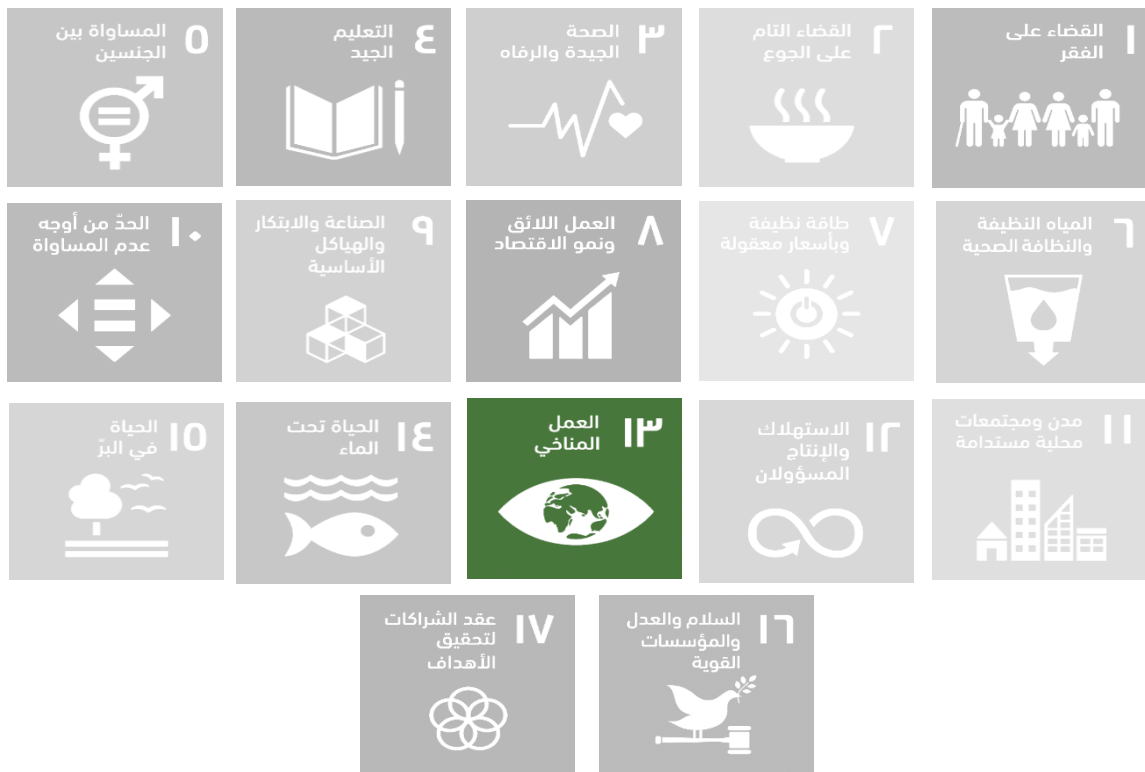 ١
القضاء على
الفقر
٢
القضاء التام
على الجوع
٣
الصحة
الجيدة والرفاه
٤
التعليم
الجيد
٥
المساواة بين
الجنسين
٦
المياه النظيفة
والنظافة الصحية
٧
طاقة نظيفة
وبأسعار معقولة
٨
العمل اللائق
ونمو الاقتصاد
٩
الصناعة والابتكار
والهياكل
الأساسية
١٠
الحدّ من أوجه
عدم المساواة
١١
مدن ومجتمعات
محلية مستدامة
١٢
الاستهلاك
والإنتاج
المسؤولان
١٣
العمل
المناخي
١٤
الحياة تحت
الماء
١٥
الحياة
في البرّ
١٦
السلام والعدل
والمؤسسات
القوية
١٧
عقد الشراكات
لتحقيق
الأهداف